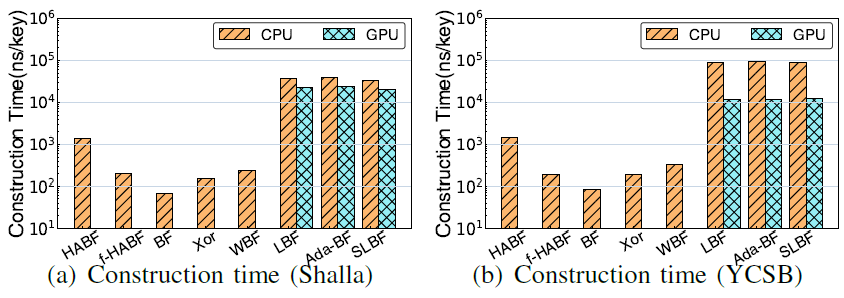 CPU GPU
Construction Time(ns/key)
10^6
10^5
10^4
10^3
10^2
10^1
HABF f-HABF BF Xor WBF LBF Ada-BF SLBF
(a) Construction time (Shalla)
CPU GPU
Construction Time(ns/key)
10^6
10^5
10^4
10^3
10^2
10^1
HABF f-HABF BF Xor WBF LBF Ada-BF SLBF
(b) Construction time (YCSB)